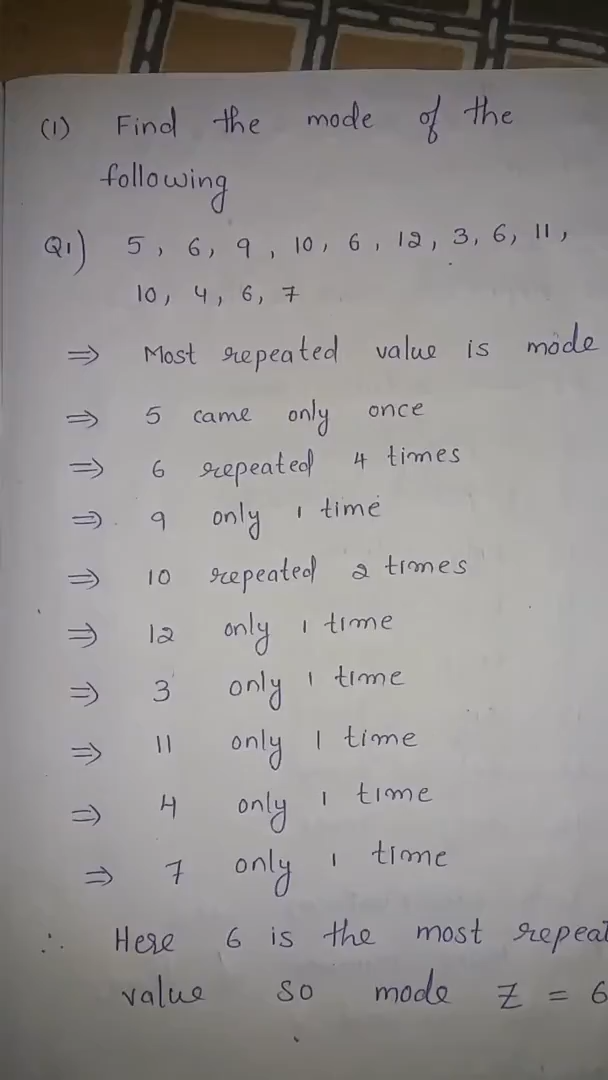 (1) Find the mode of the
following
Q1) 5, 6, 9, 10, 6, 12, 3, 6, 11,
10, 4, 6, 7
⇒ Most repeated value is mode
⇒ 5 came only once
⇒ 6 repeated 4 times
⇒ 9 only 1 time
⇒ 10 repeated 2 times
⇒ 12 only 1 time
⇒ 3 only 1 time
⇒ 11 only 1 time
⇒ 4 only 1 time
⇒ 7 only 1 time
∴ Here 6 is the most repeat
value so mode Z = 6